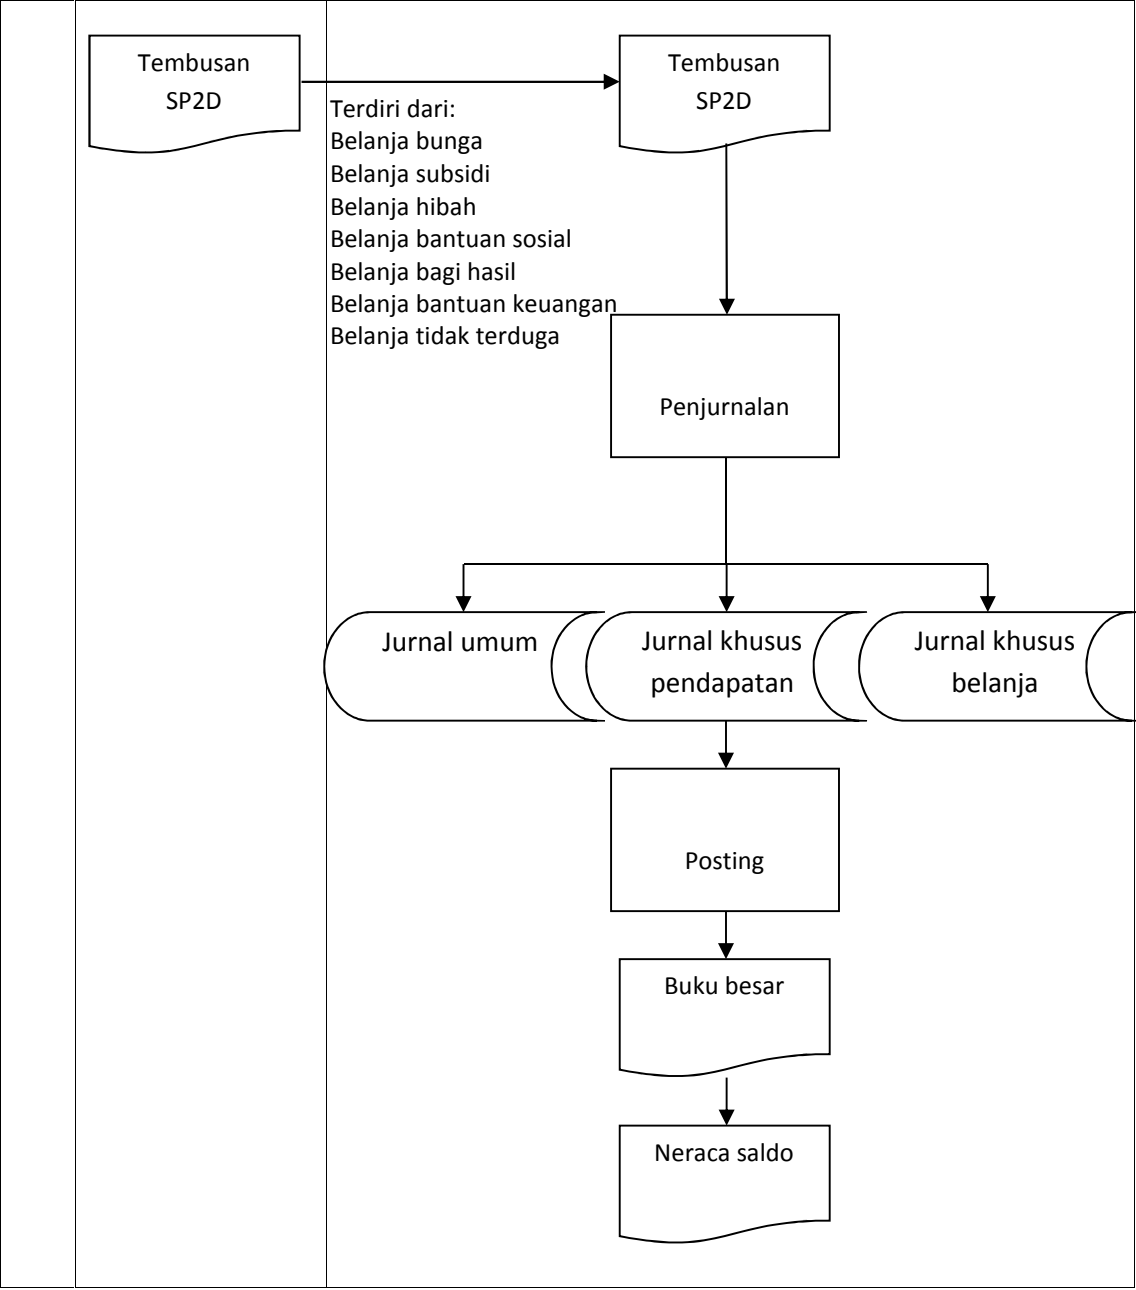 Tembusan
SP2D
Tembusan
SP2D
Terdiri dari:
Belanja bunga
Belanja subsidi
Belanja hibah
Belanja bantuan sosial
Belanja bagi hasil
Belanja bantuan keuangan
Belanja tidak terduga
Penjurnalan
Jurnal umum
Jurnal khusus
pendapatan
Jurnal khusus
belanja
Posting
Buku besar
Neraca saldo